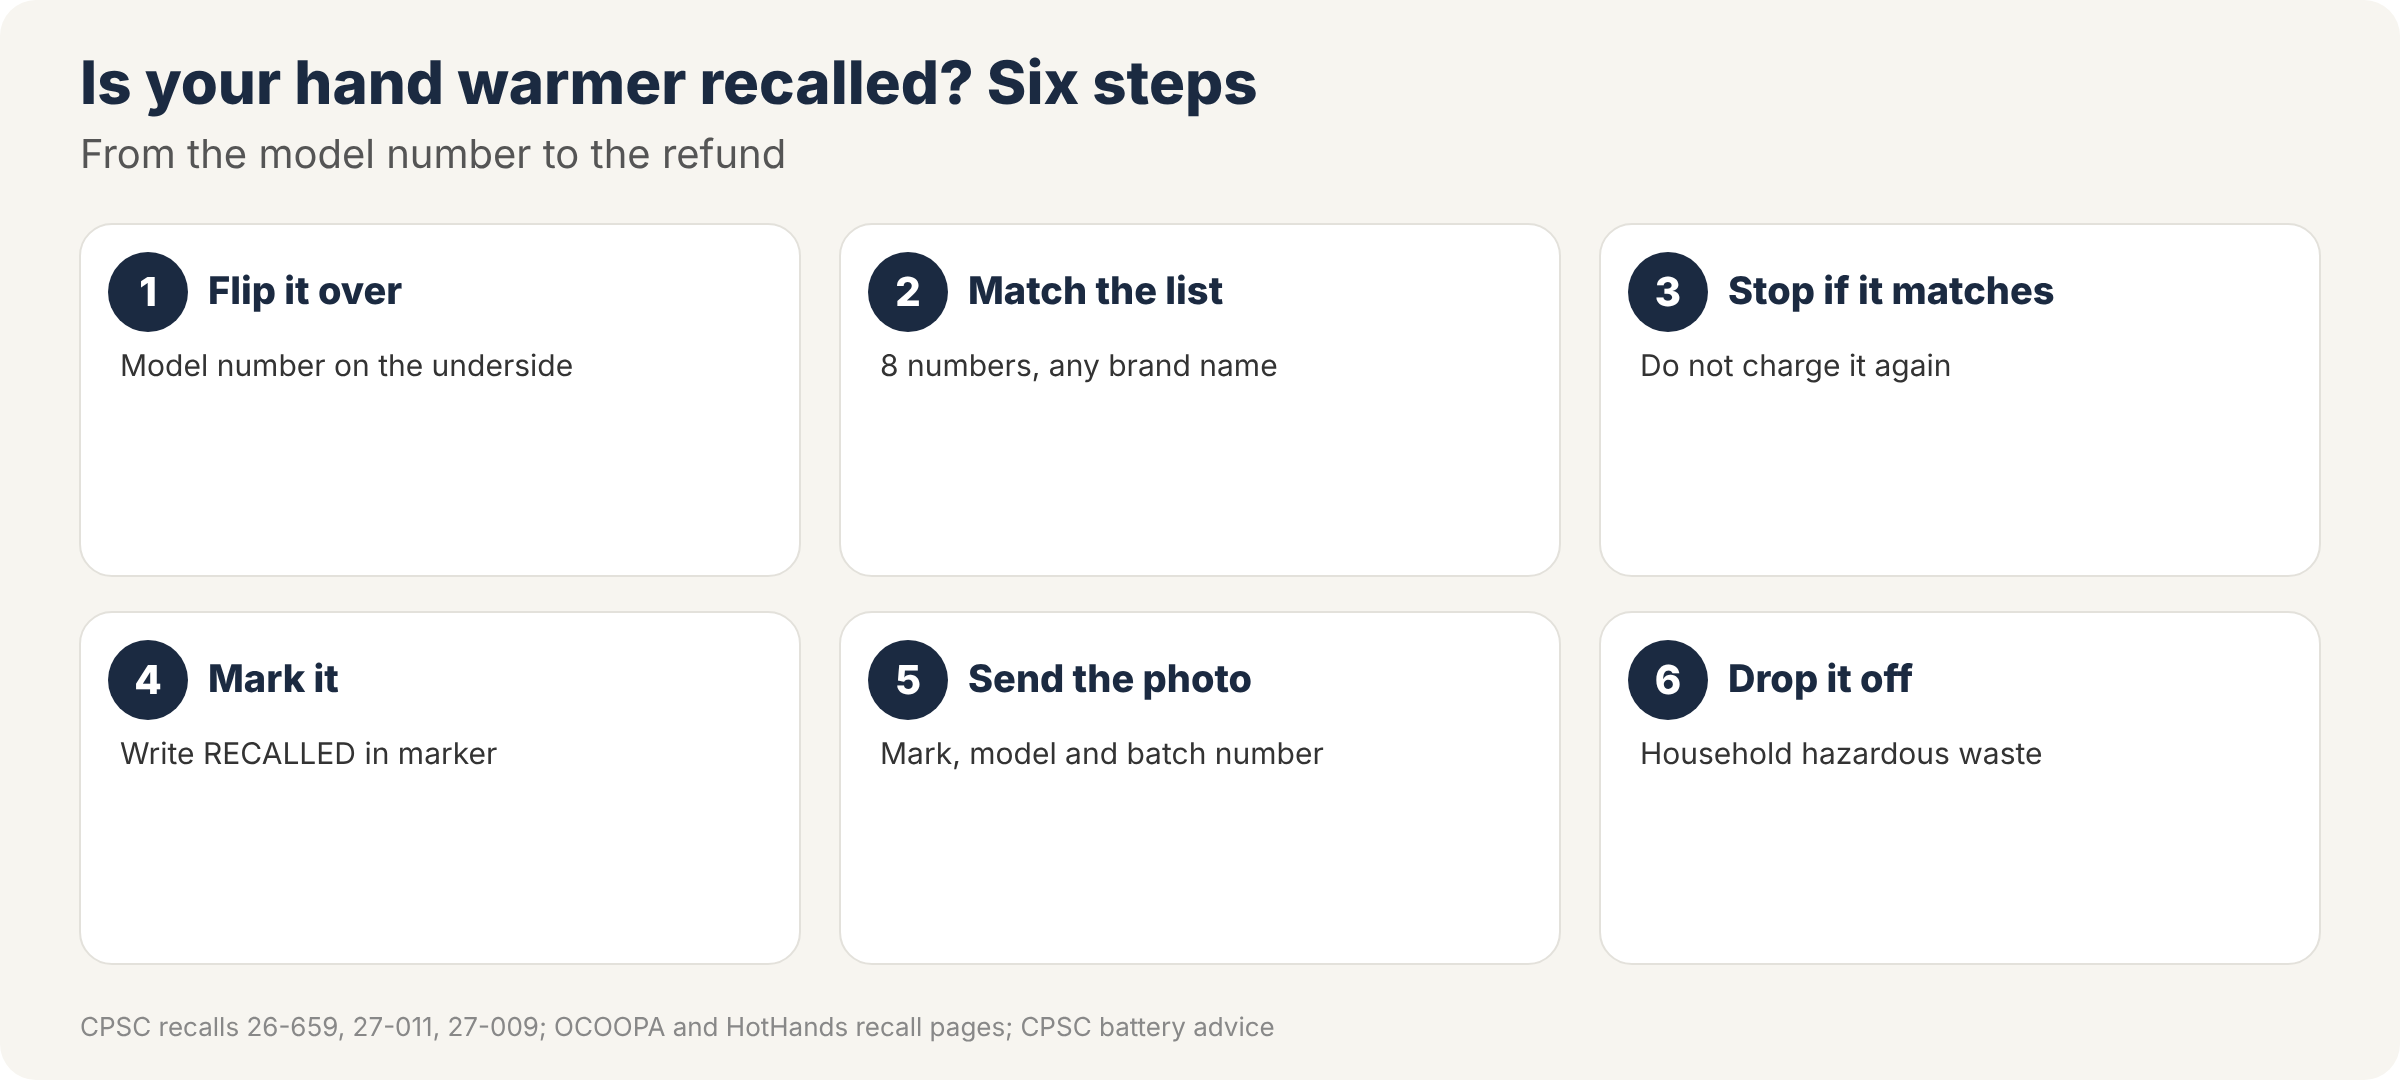 Is your hand warmer recalled? Six steps
From the model number to the refund
1 Flip it over
Model number on the underside
2 Match the list
8 numbers, any brand name
3 Stop if it matches
Do not charge it again
4 Mark it
Write RECALLED in marker
5 Send the photo
Mark, model and batch number
6 Drop it off
Household hazardous waste
CPSC recalls 26-659, 27-011, 27-009; OCOOPA and HotHands recall pages; CPSC battery advice